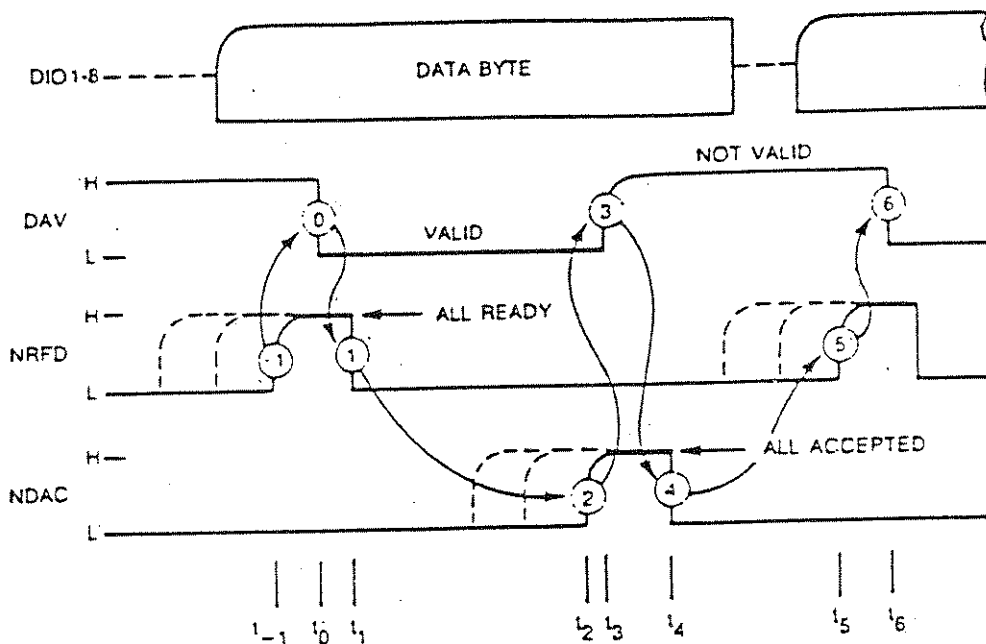 DIO1-8
DATA BYTE
H
NOT VALID
DAV
0
3
6
VALID
L
H
ALL READY
NRFD
-1
1
5
L
H
ALL ACCEPTED
NDAC
2
4
L
t-1 t0 t1 t2 t3 t4 t5 t6